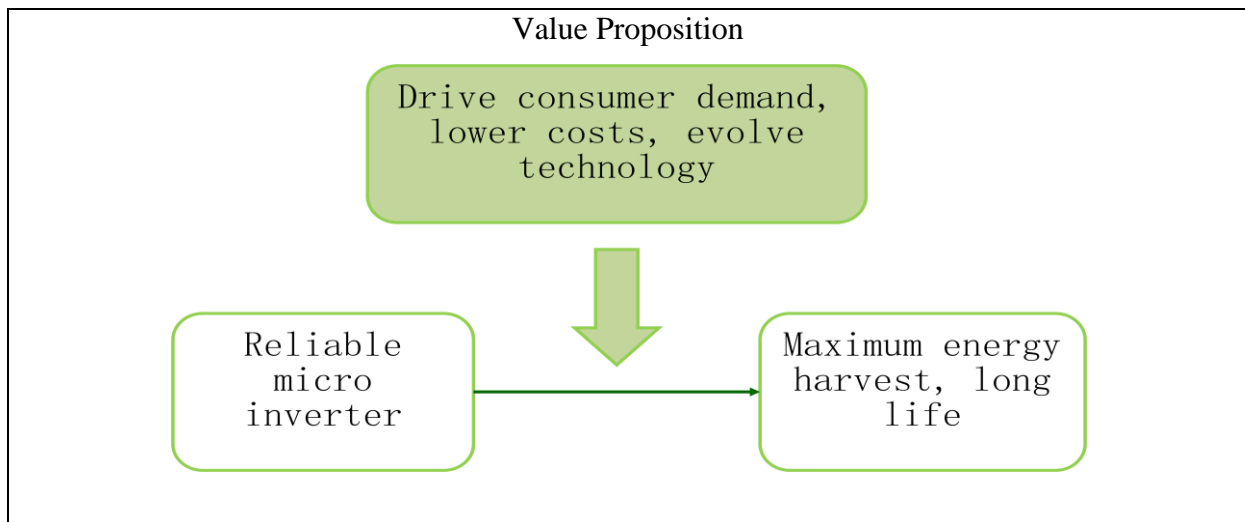 Value Proposition
Drive consumer demand,
lower costs, evolve
technology
Reliable
micro
inverter
Maximum energy
harvest, long
life